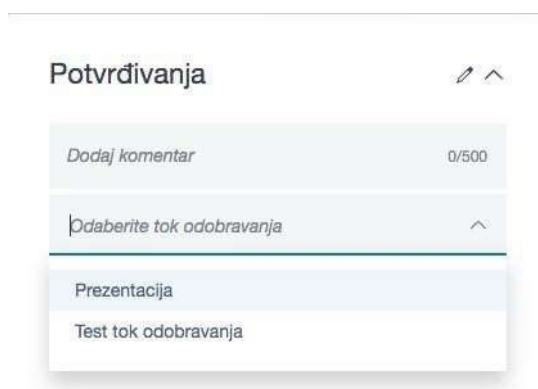 Potvrđivanja
Dodaj komentar 0/500
Odaberite tok odobravanja
Prezentacija
Test tok odobravanja